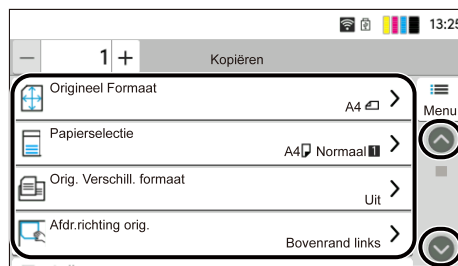 13:25
1
Kopiëren
Origineel Formaat
A4
Menu
Papierselectie
A4 Normaal 1
Orig. Verschill. formaat
Uit
Afdr.richting orig.
Bovenrand links